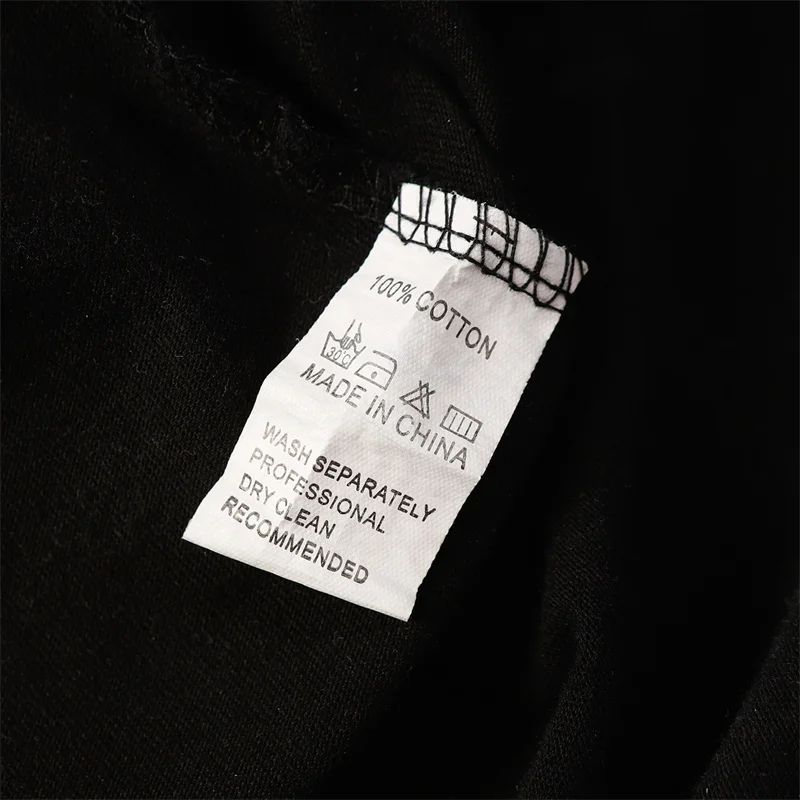 100% COTTON
30°C
MADE IN CHINA
WASH SEPARATELY
PROFESSIONAL
DRY CLEAN
RECOMMENDED